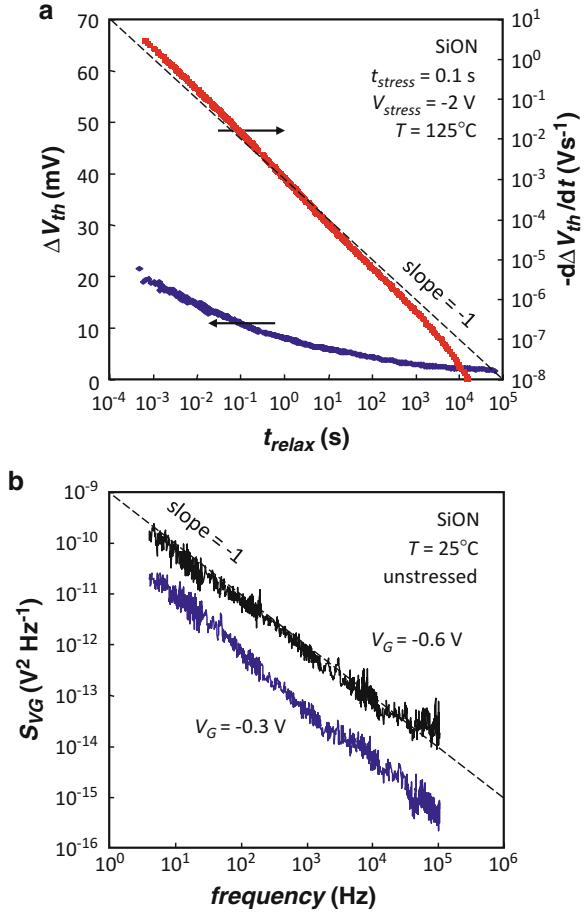 a
70
60
50
40
30
20
10
0
ΔV_th (mV)
10^1
10^0
10^-1
10^-2
10^-3
10^-4
10^-5
10^-6
10^-7
10^-8
-dΔV_th/dt (Vs^-1)
SiON
t_stress = 0.1 s
V_stress = -2 V
T = 125°C
slope = -1
10^-4 10^-3 10^-2 10^-1 10^0 10^1 10^2 10^3 10^4 10^5
t_relax (s)
b
10^-9
10^-10
10^-11
10^-12
10^-13
10^-14
10^-15
10^-16
S_VG (V^2 Hz^-1)
slope = -1
SiON
T = 25°C
unstressed
V_G = -0.6 V
V_G = -0.3 V
10^0 10^1 10^2 10^3 10^4 10^5 10^6
frequency (Hz)